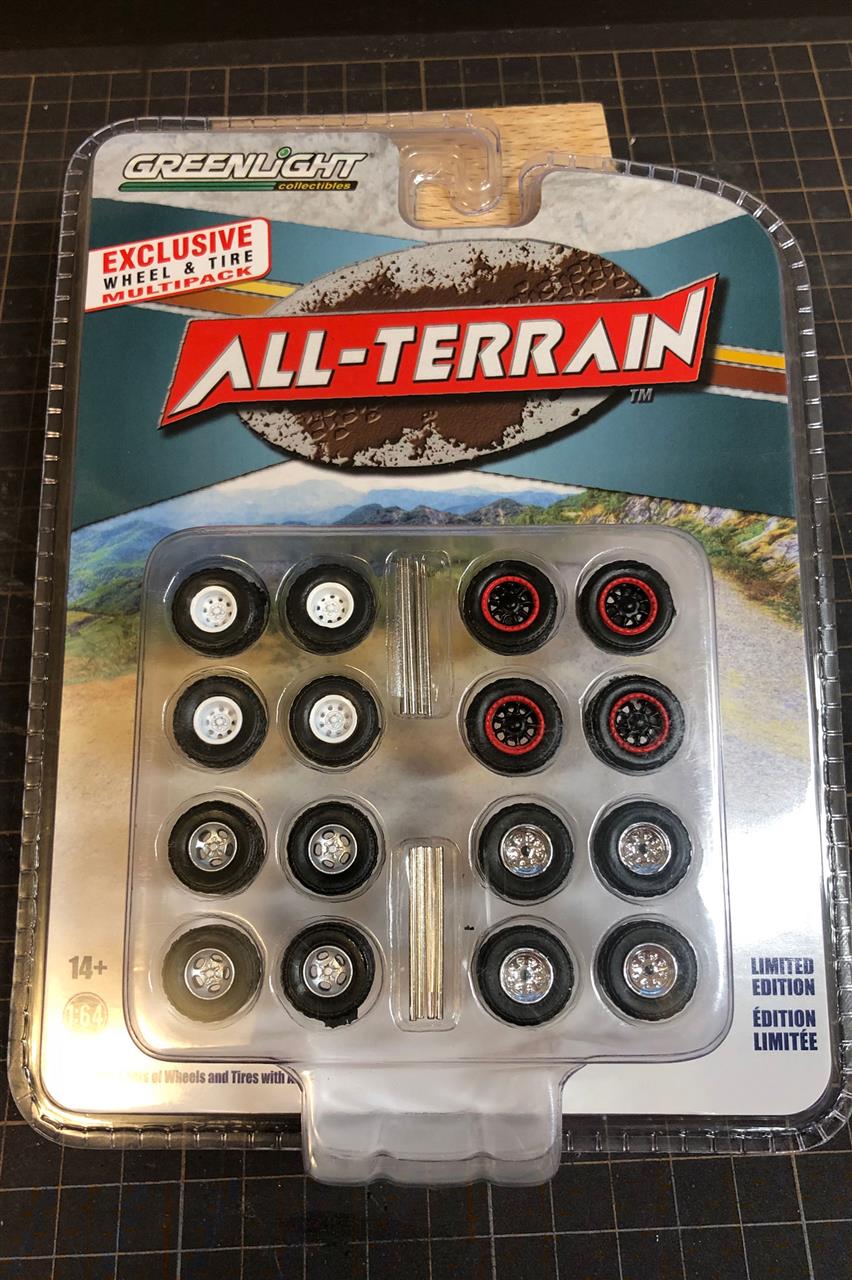 GREENLIGHT
collectibles
EXCLUSIVE
WHEEL & TIRE
MULTIPACK
ALL-TERRAIN
TM
14+
1:64
LIMITED
EDITION
ÉDITION
LIMITÉE
of Wheels and Tires with